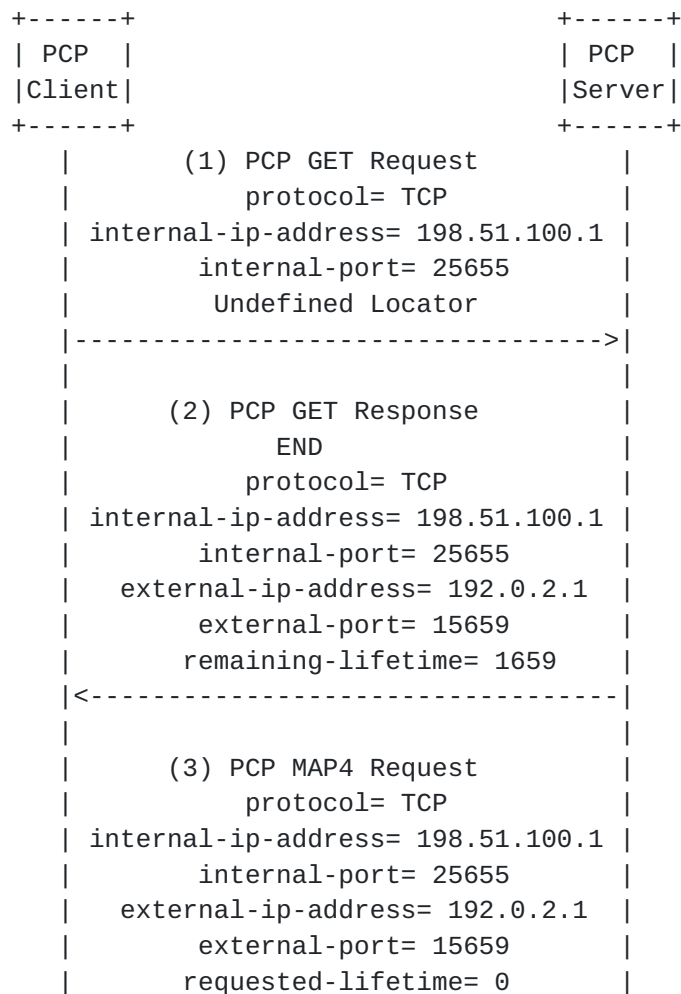 +------+                           +------+
| PCP  |                           | PCP  |
|Client|                           |Server|
+------+                           +------+
   |       (1) PCP GET Request         |
   |           protocol= TCP           |
   | internal-ip-address= 198.51.100.1 |
   |        internal-port= 25655       |
   |         Undefined Locator         |
   |---------------------------------->|
   |                                   |
   |      (2) PCP GET Response         |
   |             END                   |
   |           protocol= TCP           |
   | internal-ip-address= 198.51.100.1 |
   |        internal-port= 25655       |
   |   external-ip-address= 192.0.2.1  |
   |        external-port= 15659       |
   |       remaining-lifetime= 1659    |
   |<----------------------------------|
   |                                   |
   |      (3) PCP MAP4 Request         |
   |           protocol= TCP           |
   | internal-ip-address= 198.51.100.1 |
   |        internal-port= 25655       |
   |   external-ip-address= 192.0.2.1  |
   |        external-port= 15659       |
   |       requested-lifetime= 0       |